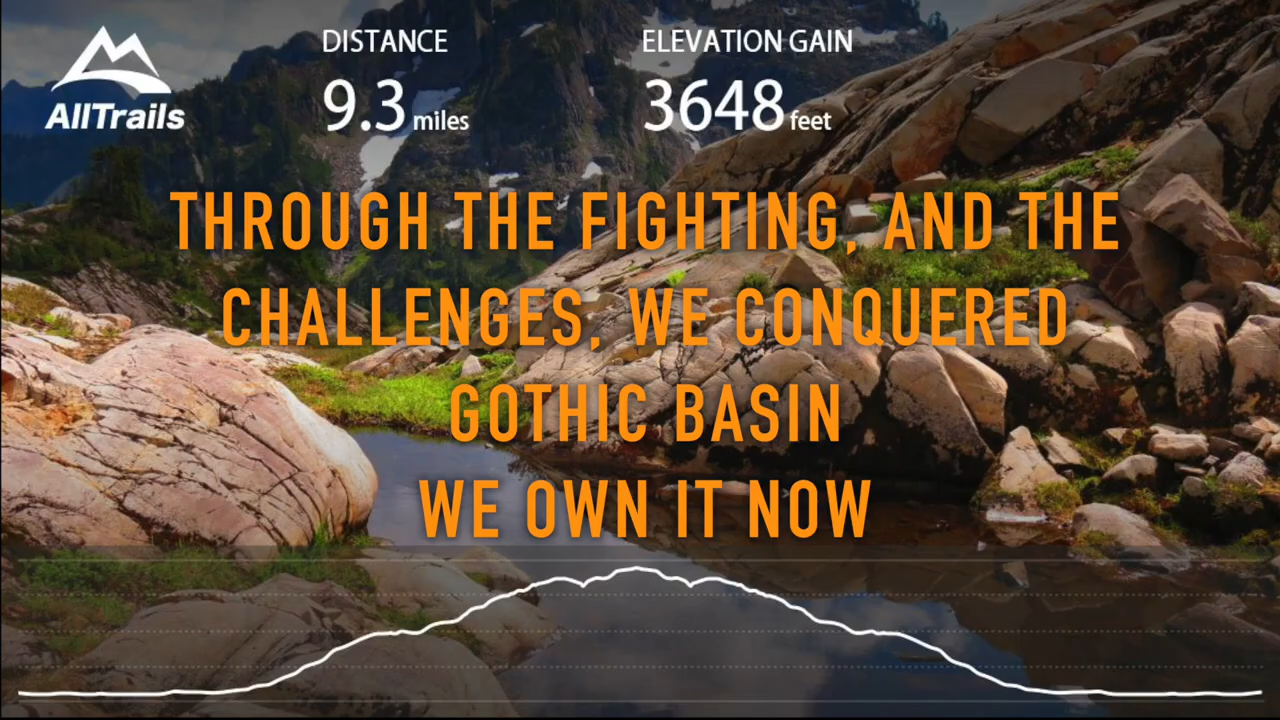 AllTrails
DISTANCE
9.3 miles
ELEVATION GAIN
3648 feet
THROUGH THE FIGHTING, AND THE
CHALLENGES, WE CONQUERED
GOTHIC BASIN
WE OWN IT NOW